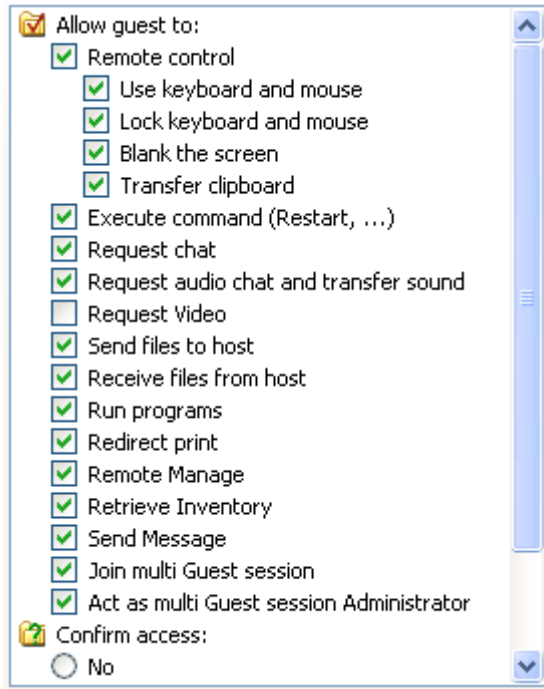 Allow guest to:
Remote control
Use keyboard and mouse
Lock keyboard and mouse
Blank the screen
Transfer clipboard
Execute command (Restart, ...)
Request chat
Request audio chat and transfer sound
Request Video
Send files to host
Receive files from host
Run programs
Redirect print
Remote Manage
Retrieve Inventory
Send Message
Join multi Guest session
Act as multi Guest session Administrator
Confirm access:
No